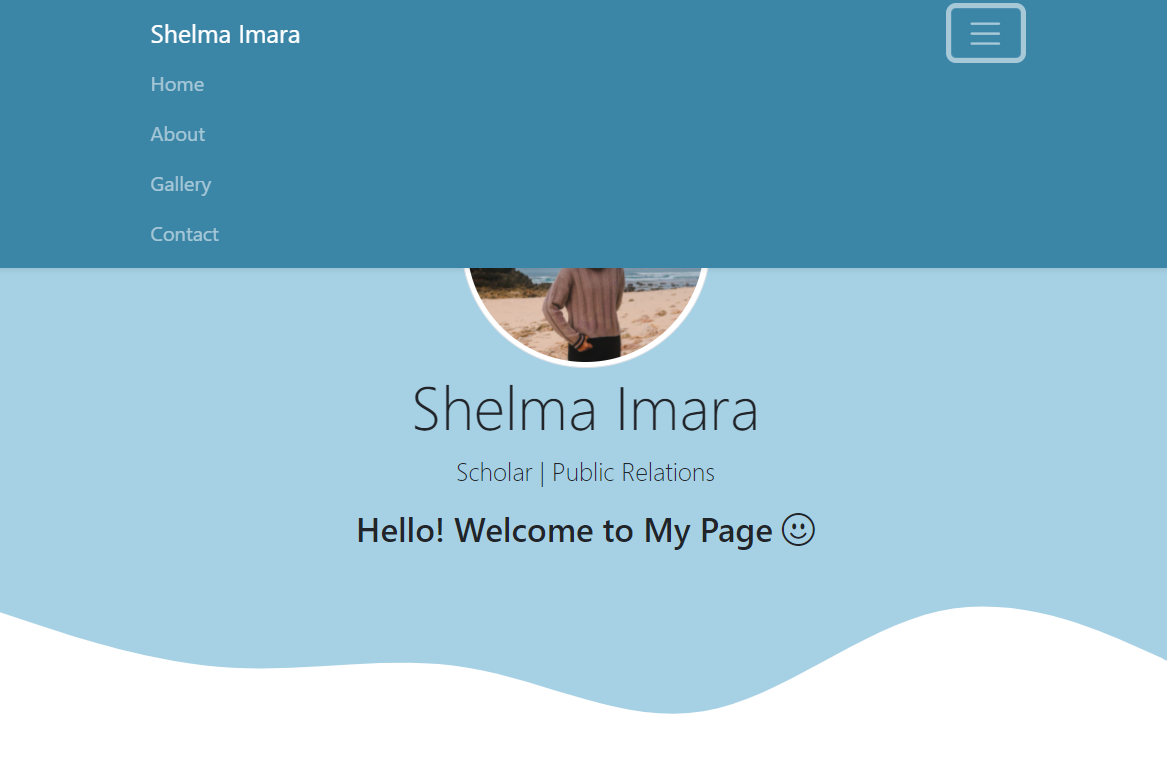 Shelma Imara
Home
About
Gallery
Contact
Shelma Imara
Scholar | Public Relations
Hello! Welcome to My Page